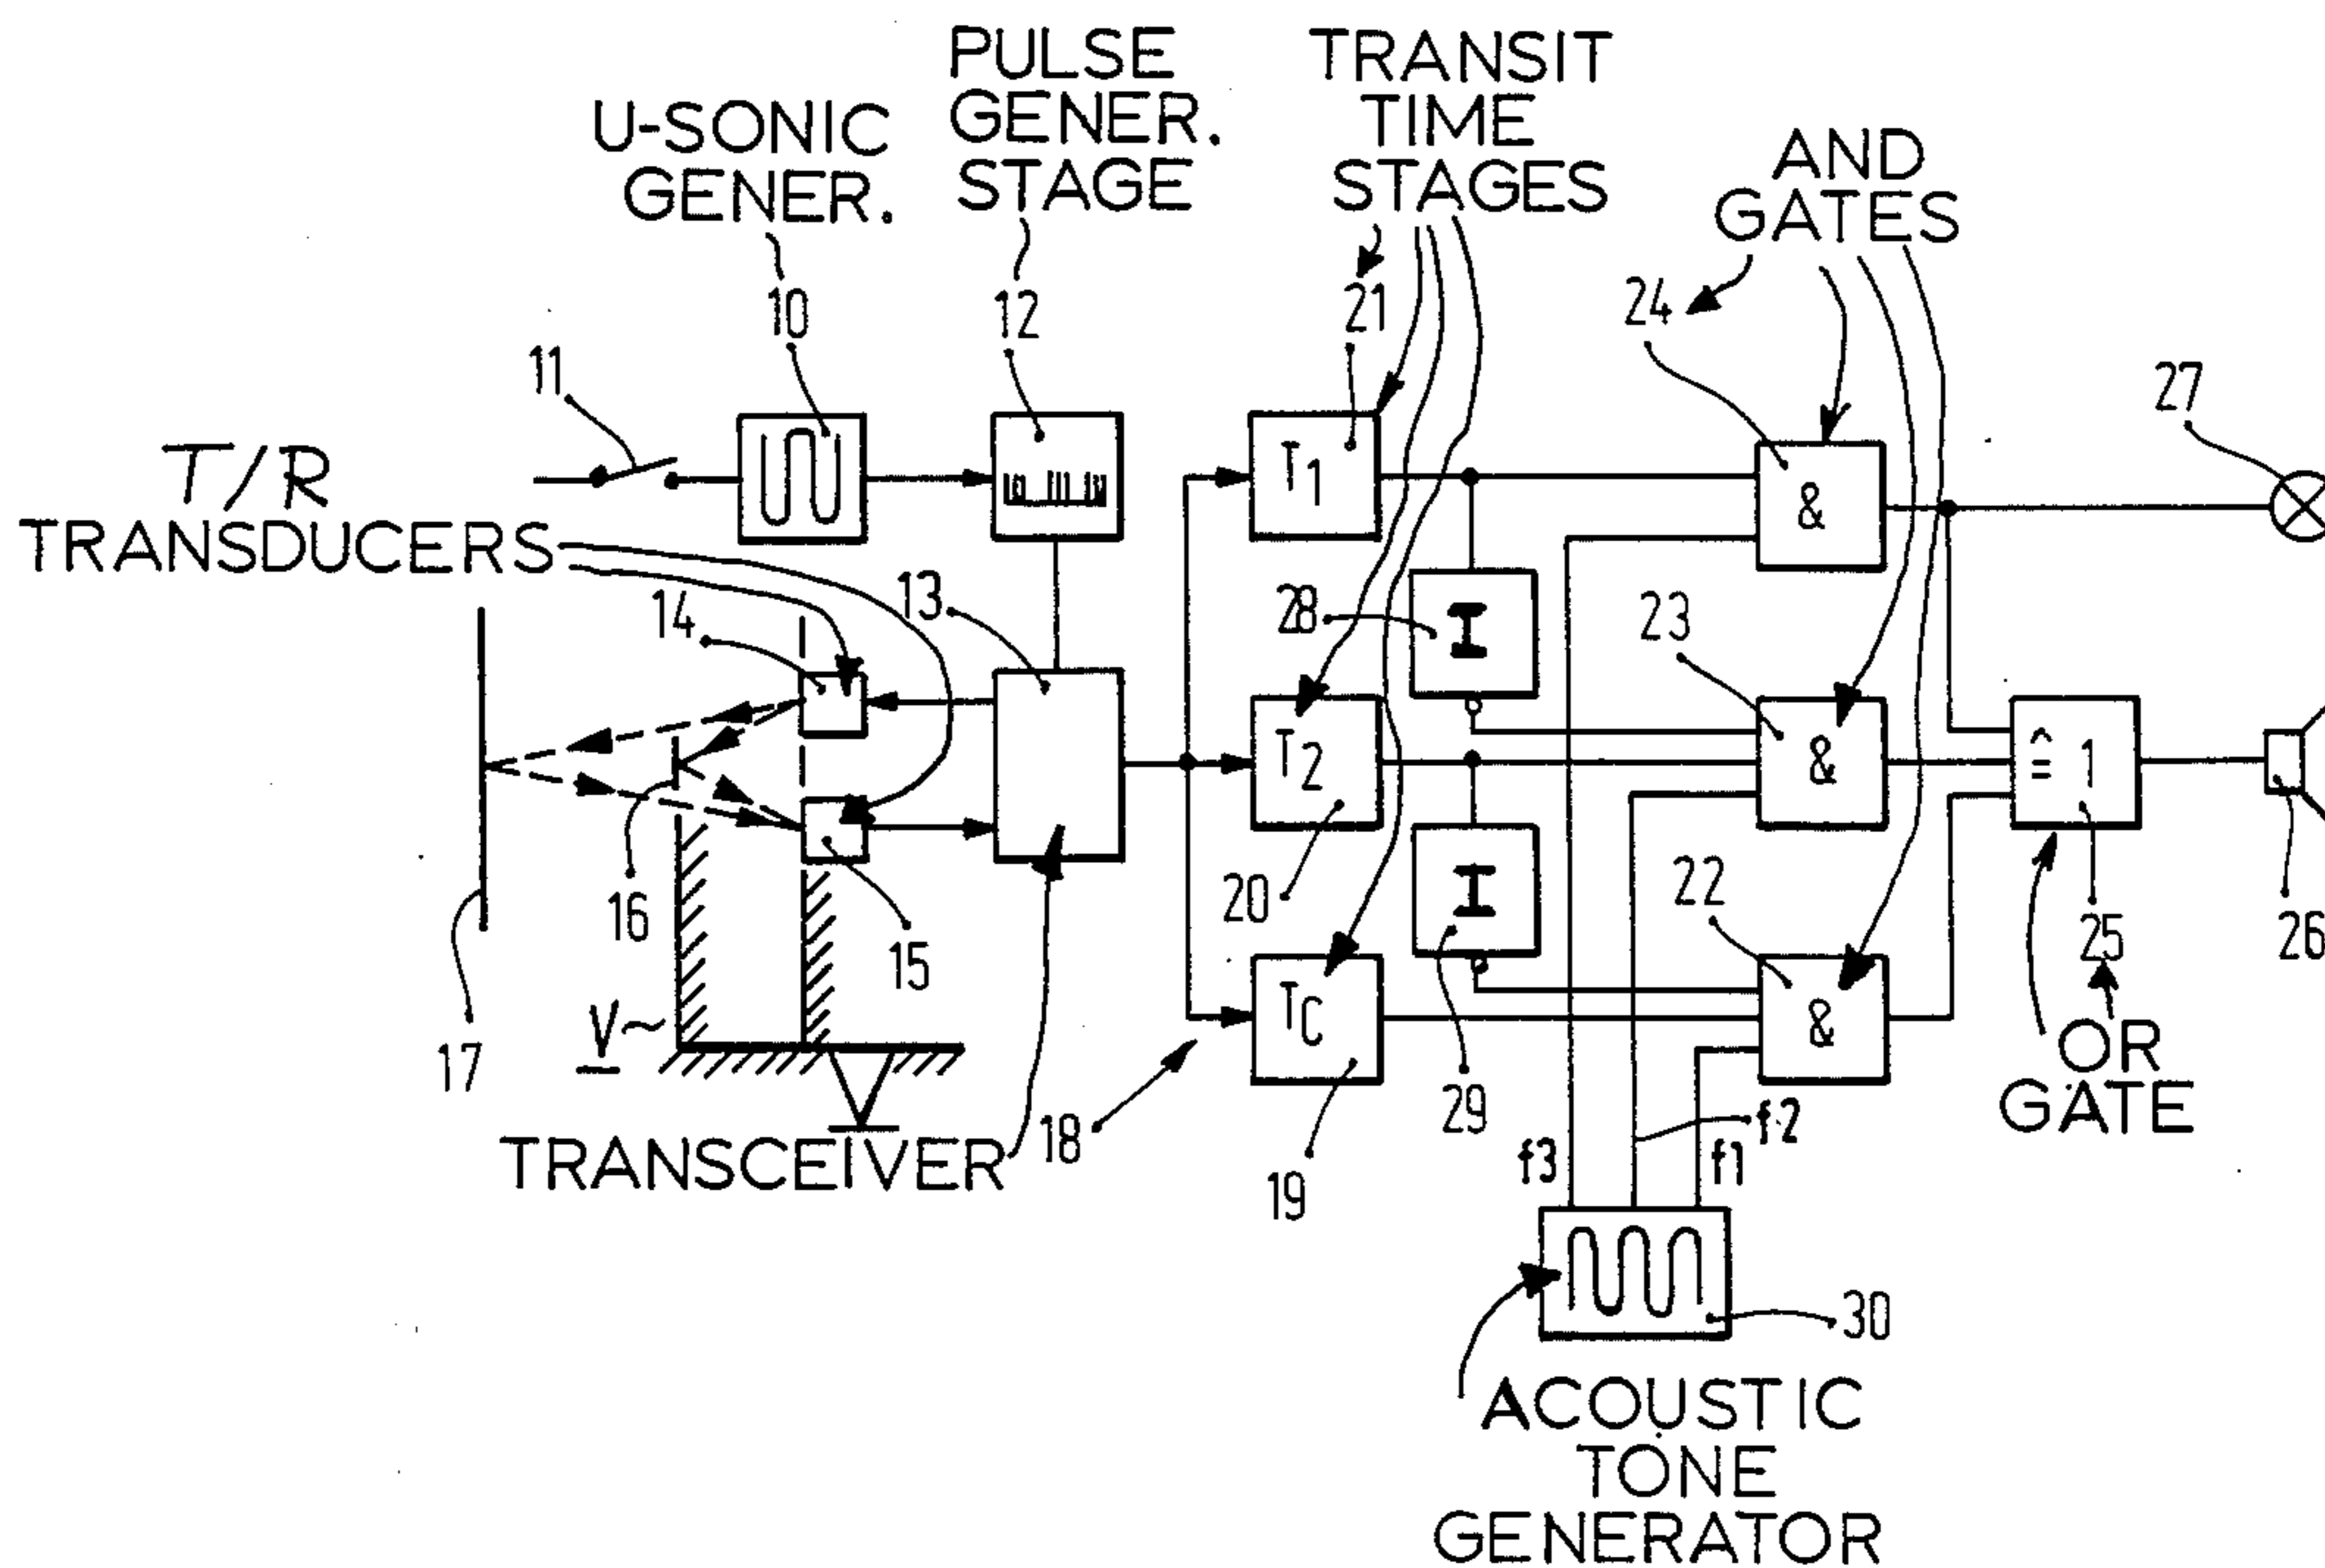 PULSE
GENER.
STAGE
TRANSIT
TIME
STAGES
U-SONIC
GENER.
AND
GATES
10
12
21
24
11
27
T/R
TRANSDUCERS
T1
&
13
14
28
I
23
T2
&
≙ 1
16
15
20
I
22
25
26
17
V
TC
&
OR
GATE
18
29
19
f3
f2
f1
TRANSCEIVER
30
ACOUSTIC
TONE
GENERATOR